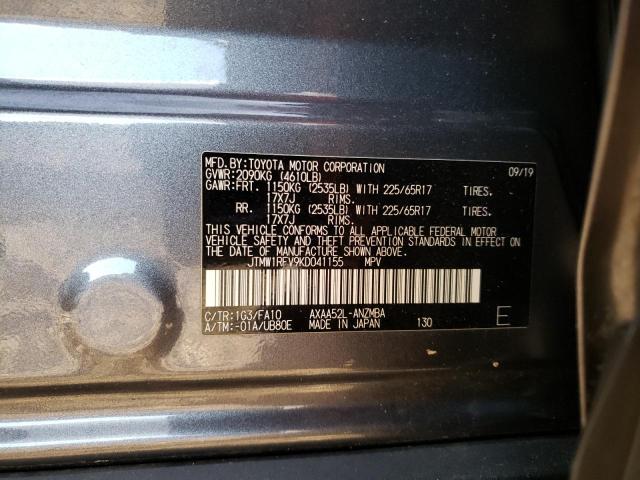 MFD.BY:TOYOTA MOTOR CORPORATION 09/19
GVWR:2090KG (4610LB)
GAWR:FRT. 1150KG (2535LB) WITH 225/65R17 TIRES.
17X7J RIMS.
RR. 1150KG (2535LB) WITH 225/65R17 TIRES.
17X7J RIMS.
THIS VEHICLE CONFORMS TO ALL APPLICABLE FEDERAL MOTOR
VEHICLE SAFETY AND THEFT PREVENTION STANDARDS IN EFFECT ON
THE DATE OF MANUFACTURE SHOWN ABOVE.
JTMW1RFV9KD041155 MPV
C/TR:1G3/FA10 AXAA52L-ANZMBA
A/TM:-01A/UB80E MADE IN JAPAN 130 E